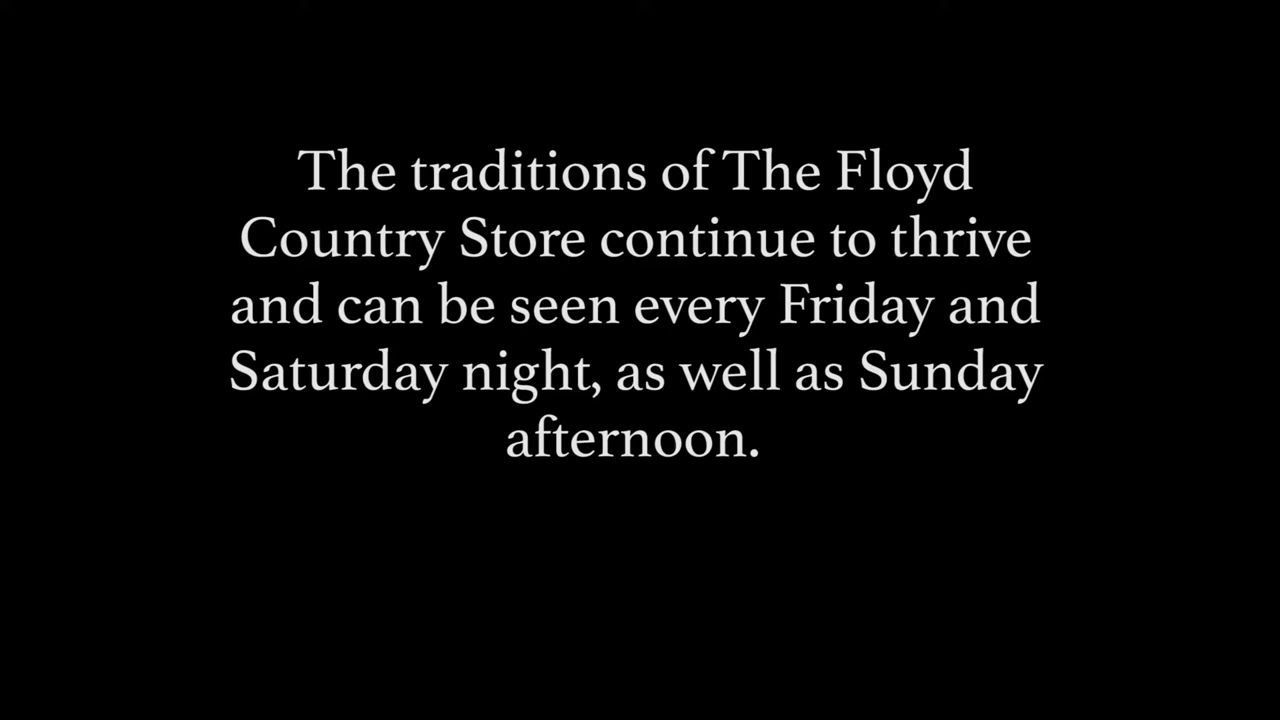 The traditions of The Floyd
Country Store continue to thrive
and can be seen every Friday and
Saturday night, as well as Sunday
afternoon.